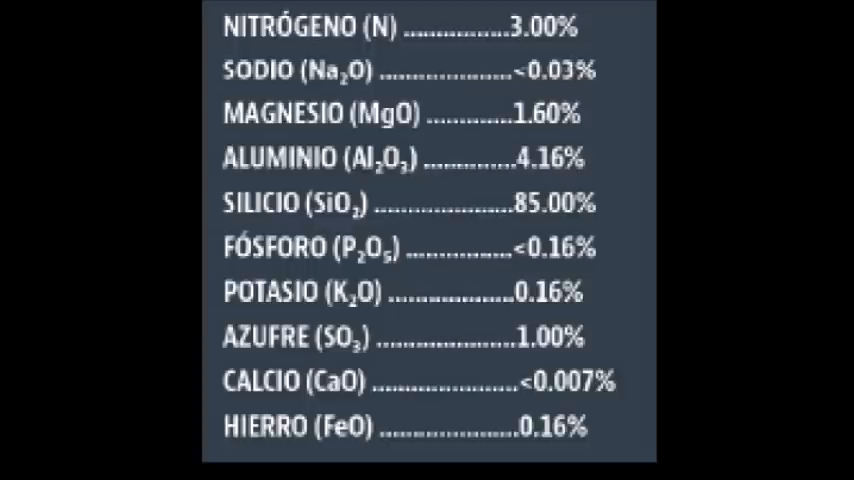 NITRÓGENO (N) ................3.00%
SODIO (Na₂O) ....................<0.03%
MAGNESIO (MgO) .............1.60%
ALUMINIO (Al₂O₃) ..............4.16%
SILICIO (SiO₂) .....................85.00%
FÓSFORO (P₂O₅) ................<0.16%
POTASIO (K₂O) ...................0.16%
AZUFRE (SO₃) .....................1.00%
CALCIO (CaO) ......................<0.007%
HIERRO (FeO) .....................0.16%